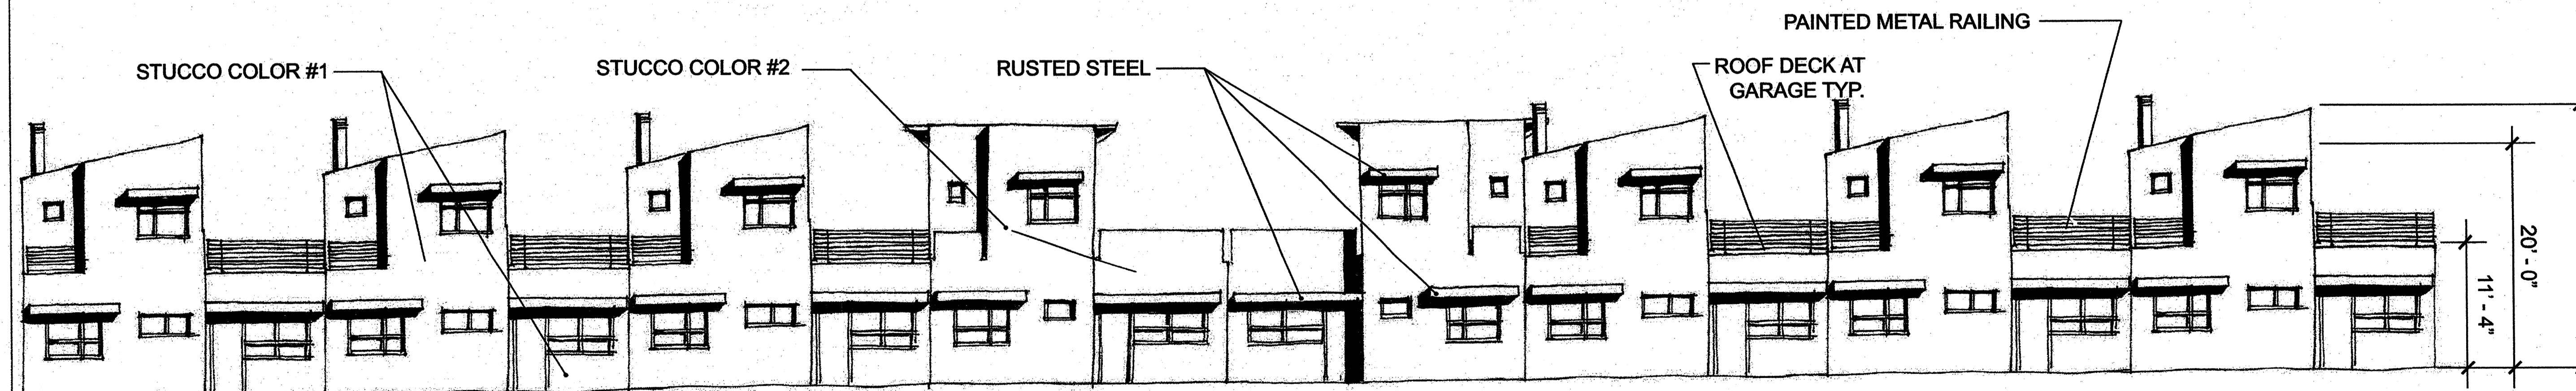 PAINTED METAL RAILING
STUCCO COLOR #1
STUCCO COLOR #2
RUSTED STEEL
ROOF DECK AT
GARAGE TYP.
20' - 0"
11' - 4"